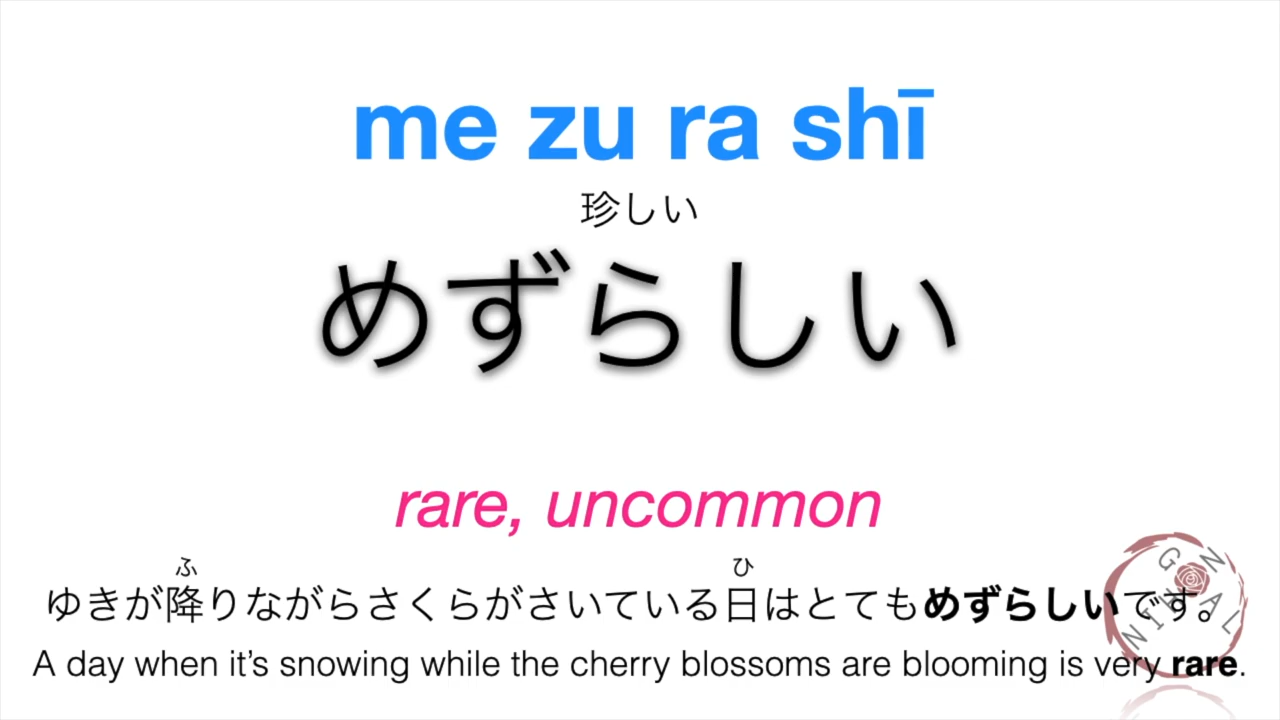 me zu ra shī
珍しい
めずらしい
rare, uncommon
ふ ひ
ゆきが降りながらさくらがさいている日はとてもめずらしいです。
A day when it’s snowing while the cherry blossoms are blooming is very rare.